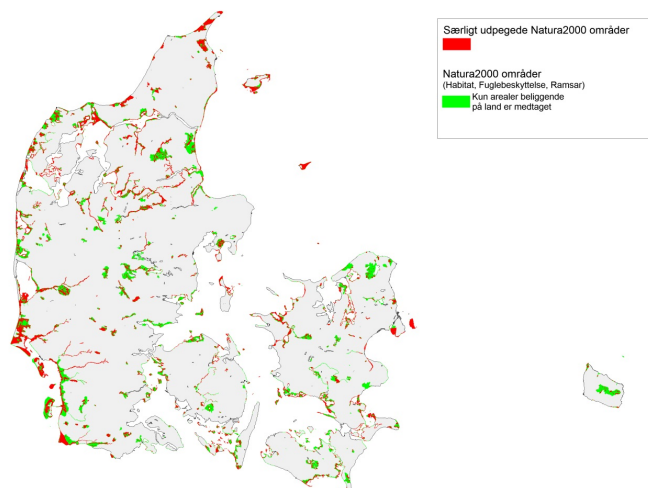 Særligt udpegede Natura2000 områder
Natura2000 områder
(Habitat, Fuglebeskyttelse, Ramsar)
Kun arealer beliggende
på land er medtaget